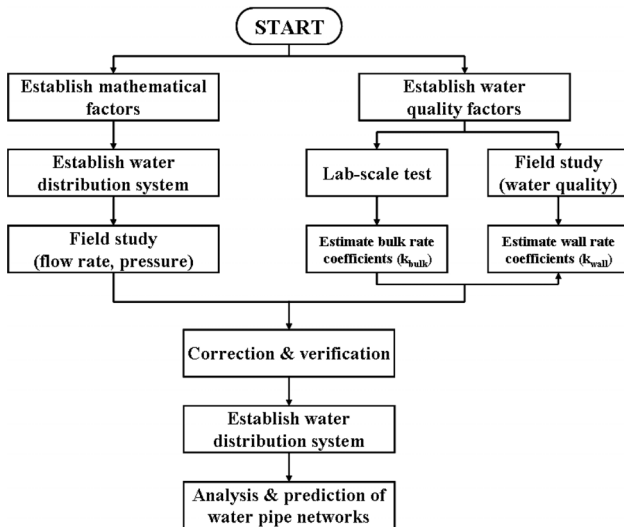 START
Establish mathematical
factors
Establish water
quality factors
Establish water
distribution system
Lab-scale test
Field study
(water quality)
Field study
(flow rate, pressure)
Estimate bulk rate
coefficients (kbulk)
Estimate wall rate
coefficients (kwall)
Correction & verification
Establish water
distribution system
Analysis & prediction of
water pipe networks